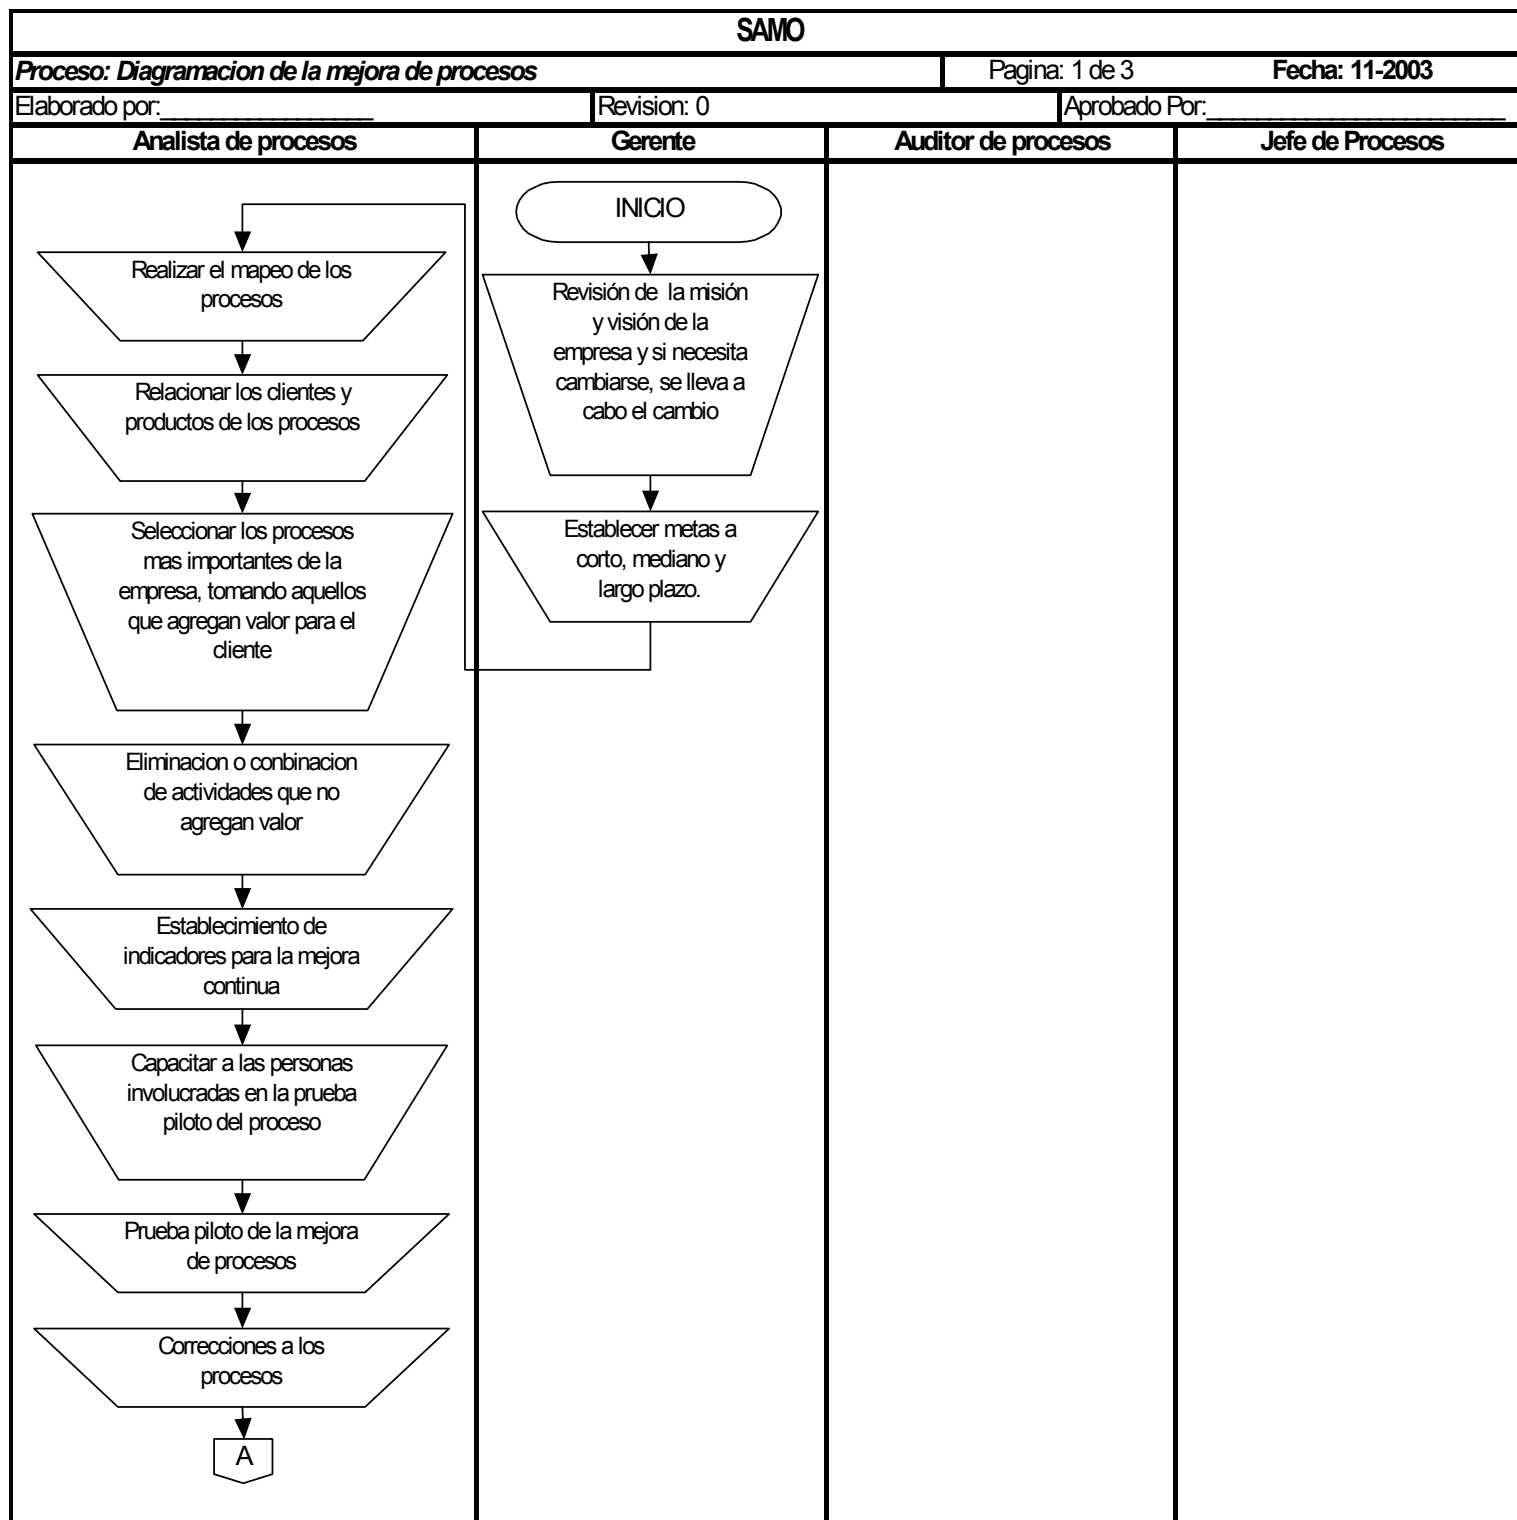 SAMO
Proceso: Diagramacion de la mejora de procesos
Pagina: 1 de 3
Fecha: 11-2003
Elaborado por:_________________
Revision: 0
Aprobado Por:________________________
Analista de procesos
Gerente
Auditor de procesos
Jefe de Procesos
INICIO
Revisión de la misión
y visión de la
empresa y si necesita
cambiarse, se lleva a
cabo el cambio
Establecer metas a
corto, mediano y
largo plazo.
Realizar el mapeo de los
procesos
Relacionar los clientes y
productos de los procesos
Seleccionar los procesos
mas importantes de la
empresa, tomando aquellos
que agregan valor para el
cliente
Eliminacion o conbinacion
de actividades que no
agregan valor
Establecimiento de
indicadores para la mejora
continua
Capacitar a las personas
involucradas en la prueba
piloto del proceso
Prueba piloto de la mejora
de procesos
Correcciones a los
procesos
A